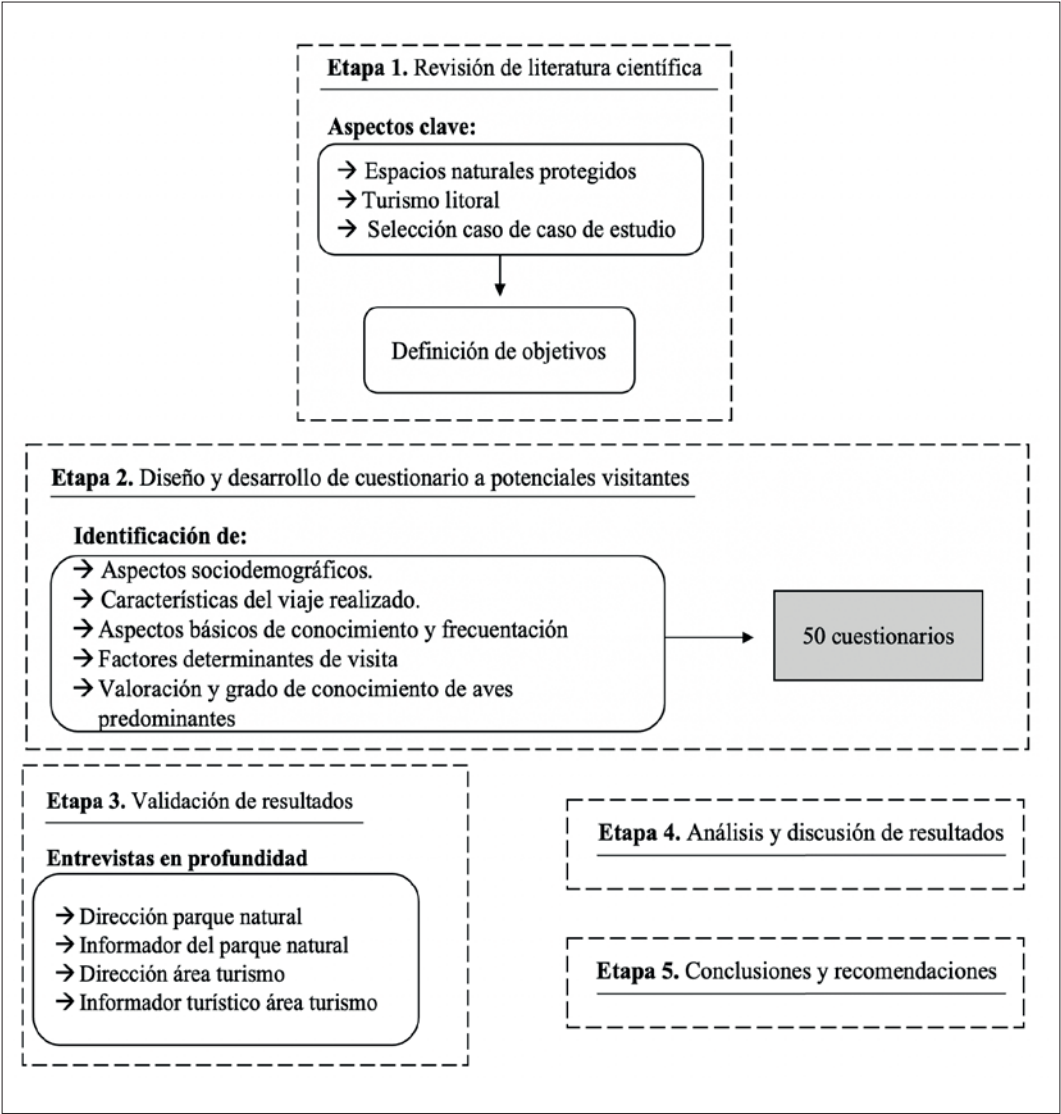 Etapa 1. Revisión de literatura científica
Aspectos clave:
→ Espacios naturales protegidos
→ Turismo litoral
→ Selección caso de caso de estudio
Definición de objetivos
Etapa 2. Diseño y desarrollo de cuestionario a potenciales visitantes
Identificación de:
→ Aspectos sociodemográficos.
→ Características del viaje realizado.
→ Aspectos básicos de conocimiento y frecuentación
→ Factores determinantes de visita
→ Valoración y grado de conocimiento de aves
predominantes
50 cuestionarios
Etapa 3. Validación de resultados
Entrevistas en profundidad
→ Dirección parque natural
→ Informador del parque natural
→ Dirección área turismo
→ Informador turístico área turismo
Etapa 4. Análisis y discusión de resultados
Etapa 5. Conclusiones y recomendaciones